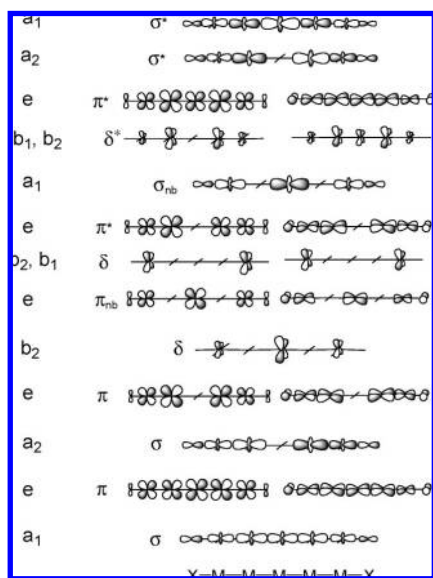 a₁ σ*
a₂ σ*
e π*
b₁, b₂ δ*
a₁ σnb
e π*
b₂, b₁ δ
e πnb
b₂ δ
e π
a₂ σ
e π
a₁ σ
X–M–M–M–M–M–X